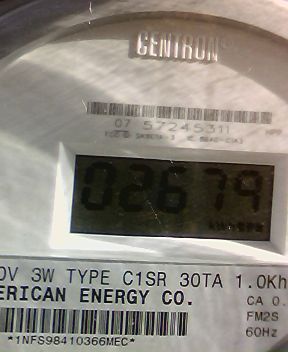 CENTRON®
07 57245311
02679
0V 3W TYPE C1SR 30TA 1.0Kh
ERICAN ENERGY CO.
CA 0.
FM2S
60Hz
*1NFS98410366MEC*